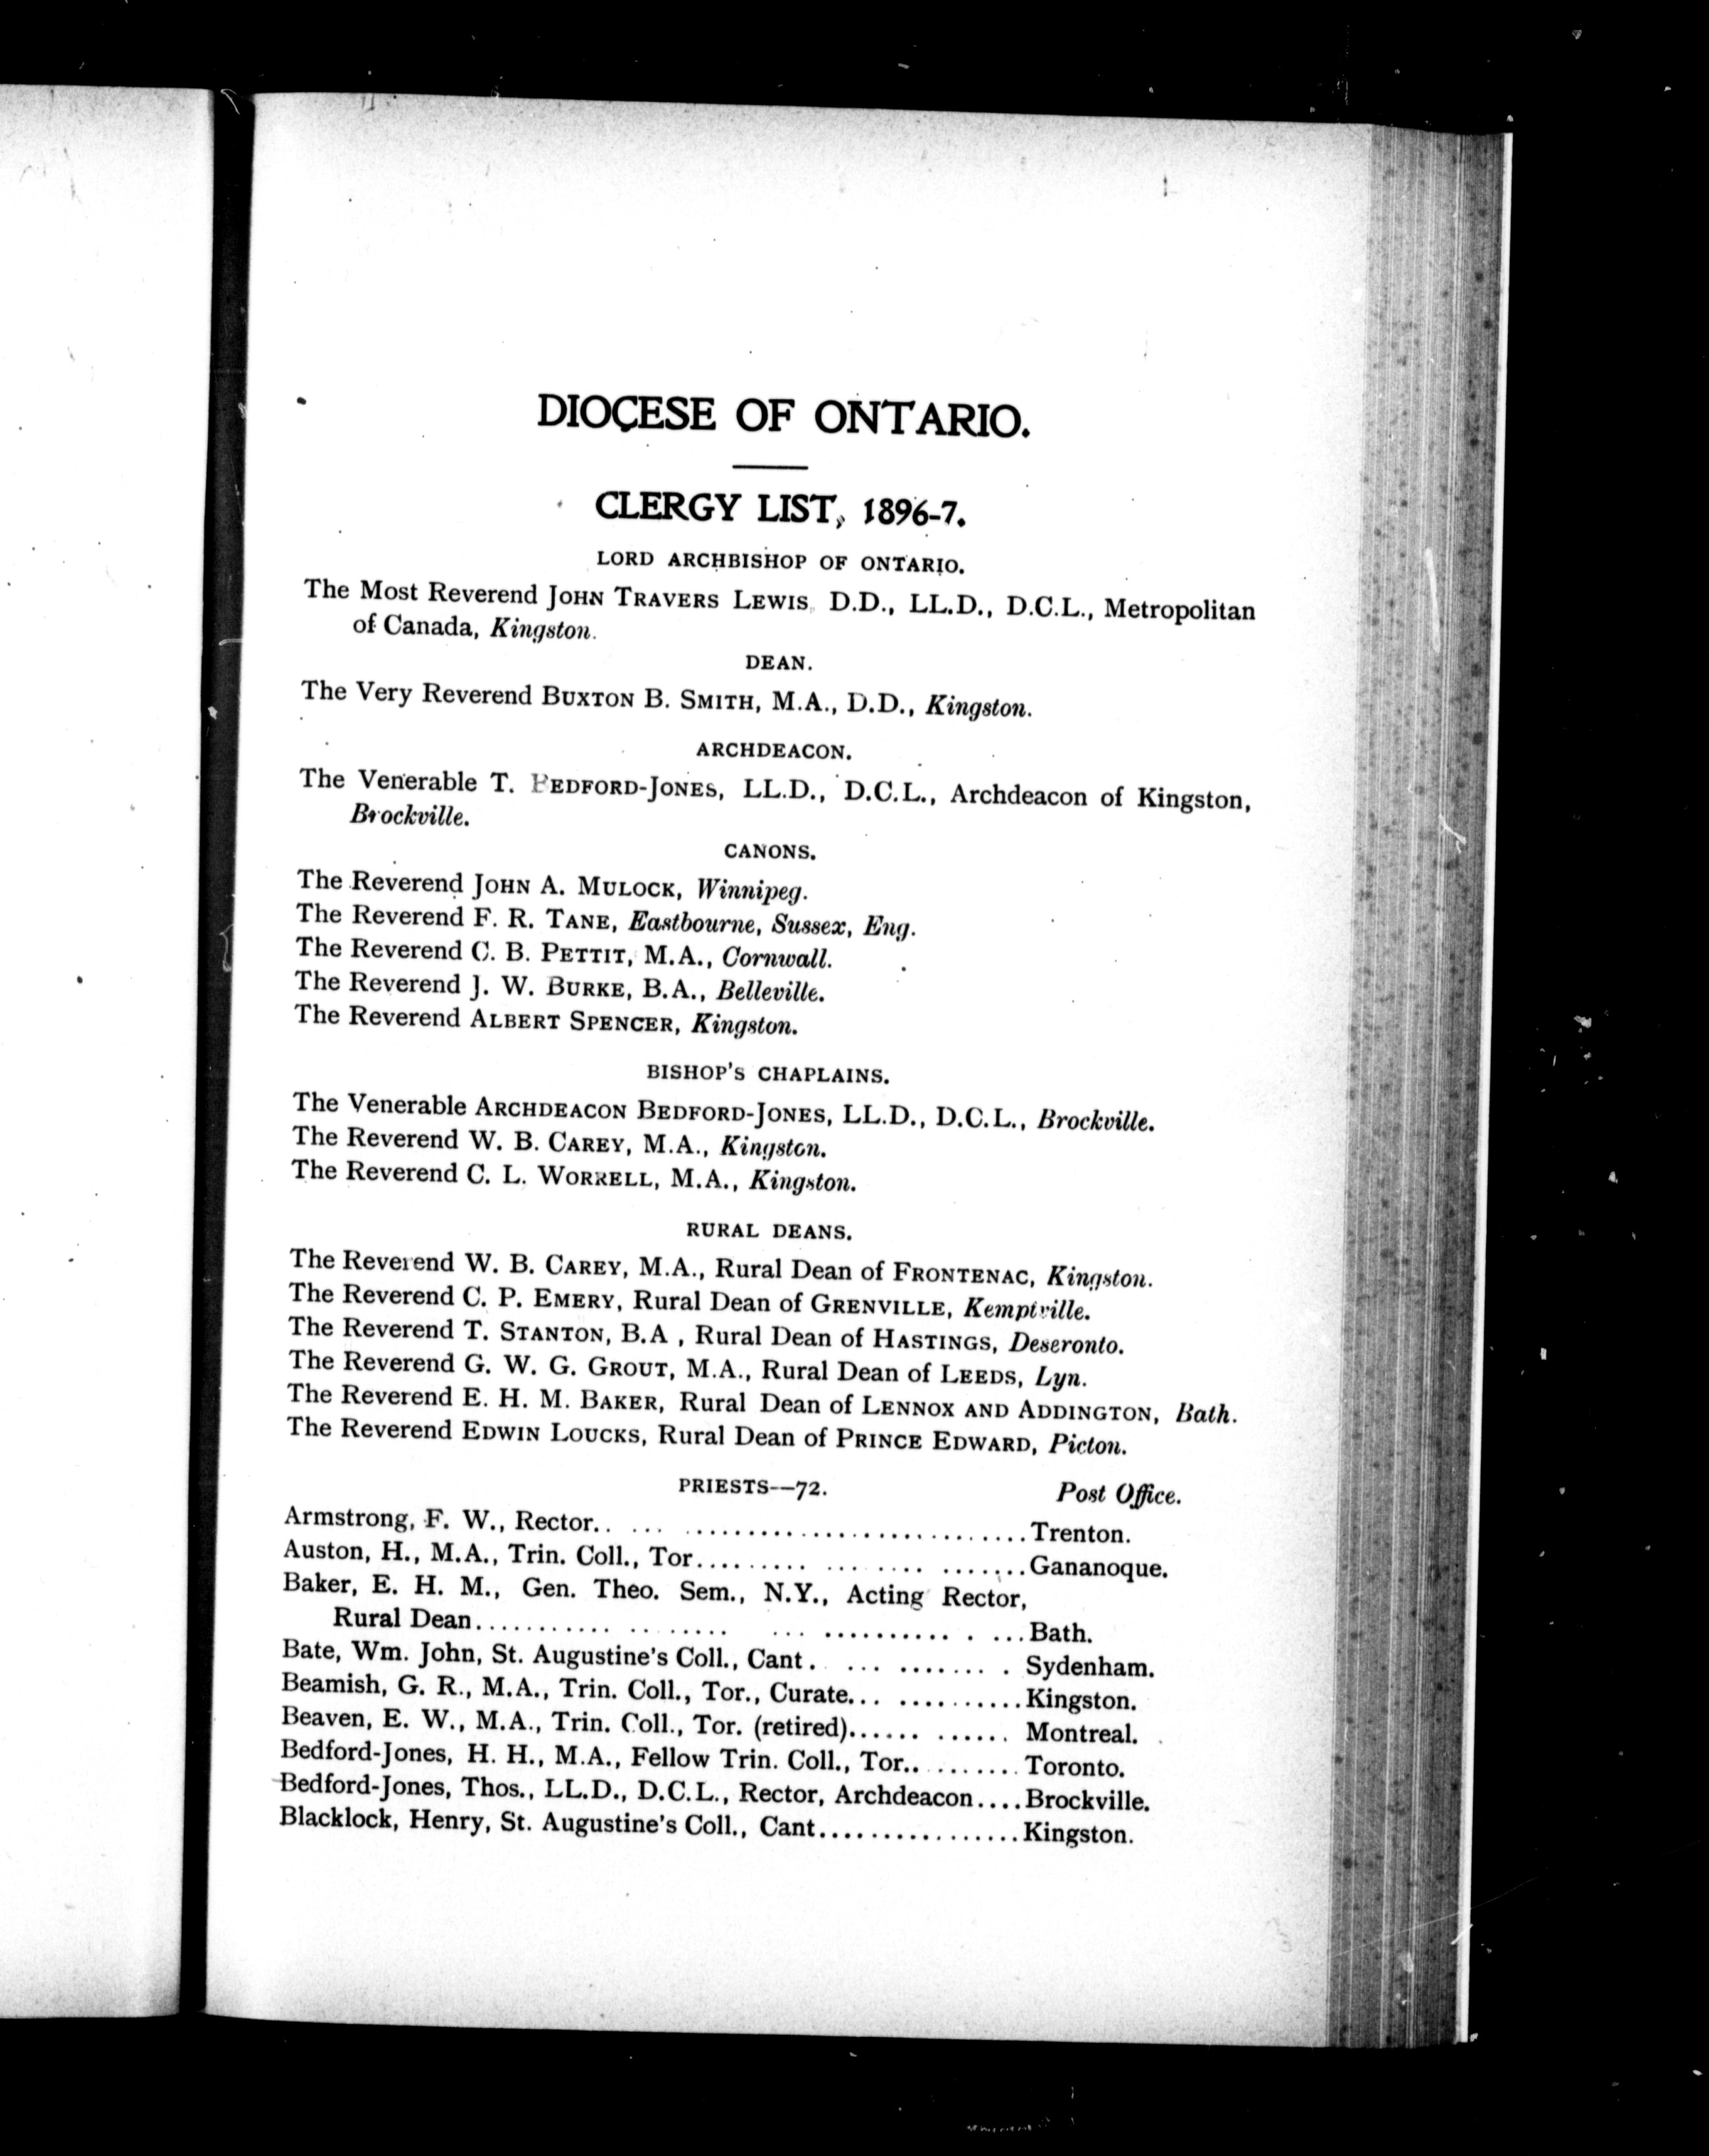 DIOCESE OF ONTARIO.
CLERGY LIST, 1896-7.
LORD ARCHBISHOP OF ONTARIO.
The Most Reverend JOHN TRAVERS LEWIS, D.D., LL.D., D.C.L., Metropolitan
of Canada, Kingston.
DEAN.
The Very Reverend BUXTON B. SMITH, M.A., D.D., Kingston.
ARCHDEACON.
The Venerable T. BEDFORD-JONES, LL.D., D.C.L., Archdeacon of Kingston,
Brockville.
CANONS.
The Reverend JOHN A. MULOCK, Winnipeg.
The Reverend F. R. TANE, Eastbourne, Sussex, Eng.
The Reverend C. B. PETTIT, M.A., Cornwall.
The Reverend J. W. BURKE, B.A., Belleville.
The Reverend ALBERT SPENCER, Kingston.
BISHOP'S CHAPLAINS.
The Venerable ARCHDEACON BEDFORD-JONES, LL.D., D.C.L., Brockville.
The Reverend W. B. CAREY, M.A., Kingston.
The Reverend C. L. WORRELL, M.A., Kingston.
RURAL DEANS.
The Reverend W. B. CAREY, M.A., Rural Dean of FRONTENAC, Kingston.
The Reverend C. P. EMERY, Rural Dean of GRENVILLE, Kemptville.
The Reverend T. STANTON, B.A , Rural Dean of HASTINGS, Deseronto.
The Reverend G. W. G. GROUT, M.A., Rural Dean of LEEDS, Lyn.
The Reverend E. H. M. BAKER, Rural Dean of LENNOX AND ADDINGTON, Bath.
The Reverend EDWIN LOUCKS, Rural Dean of PRINCE EDWARD, Picton.
PRIESTS--72. Post Office.
Armstrong, F. W., Rector.. ... ..........................Trenton.
Auston, H., M.A., Trin. Coll., Tor......... ... .... .......Gananoque.
Baker, E. H. M., Gen. Theo. Sem., N.Y., Acting Rector,
Rural Dean........... ........ ... .......... . ...Bath.
Bate, Wm. John, St. Augustine's Coll., Cant. ... ....... . Sydenham.
Beamish, G. R., M.A., Trin. Coll., Tor., Curate... ..........Kingston.
Beaven, E. W., M.A., Trin. Coll., Tor. (retired)...... ...... Montreal.
Bedford-Jones, H. H., M.A., Fellow Trin. Coll., Tor.. ........Toronto.
Bedford-Jones, Thos., LL.D., D.C.L., Rector, Archdeacon....Brockville.
Blacklock, Henry, St. Augustine's Coll., Cant................Kingston.